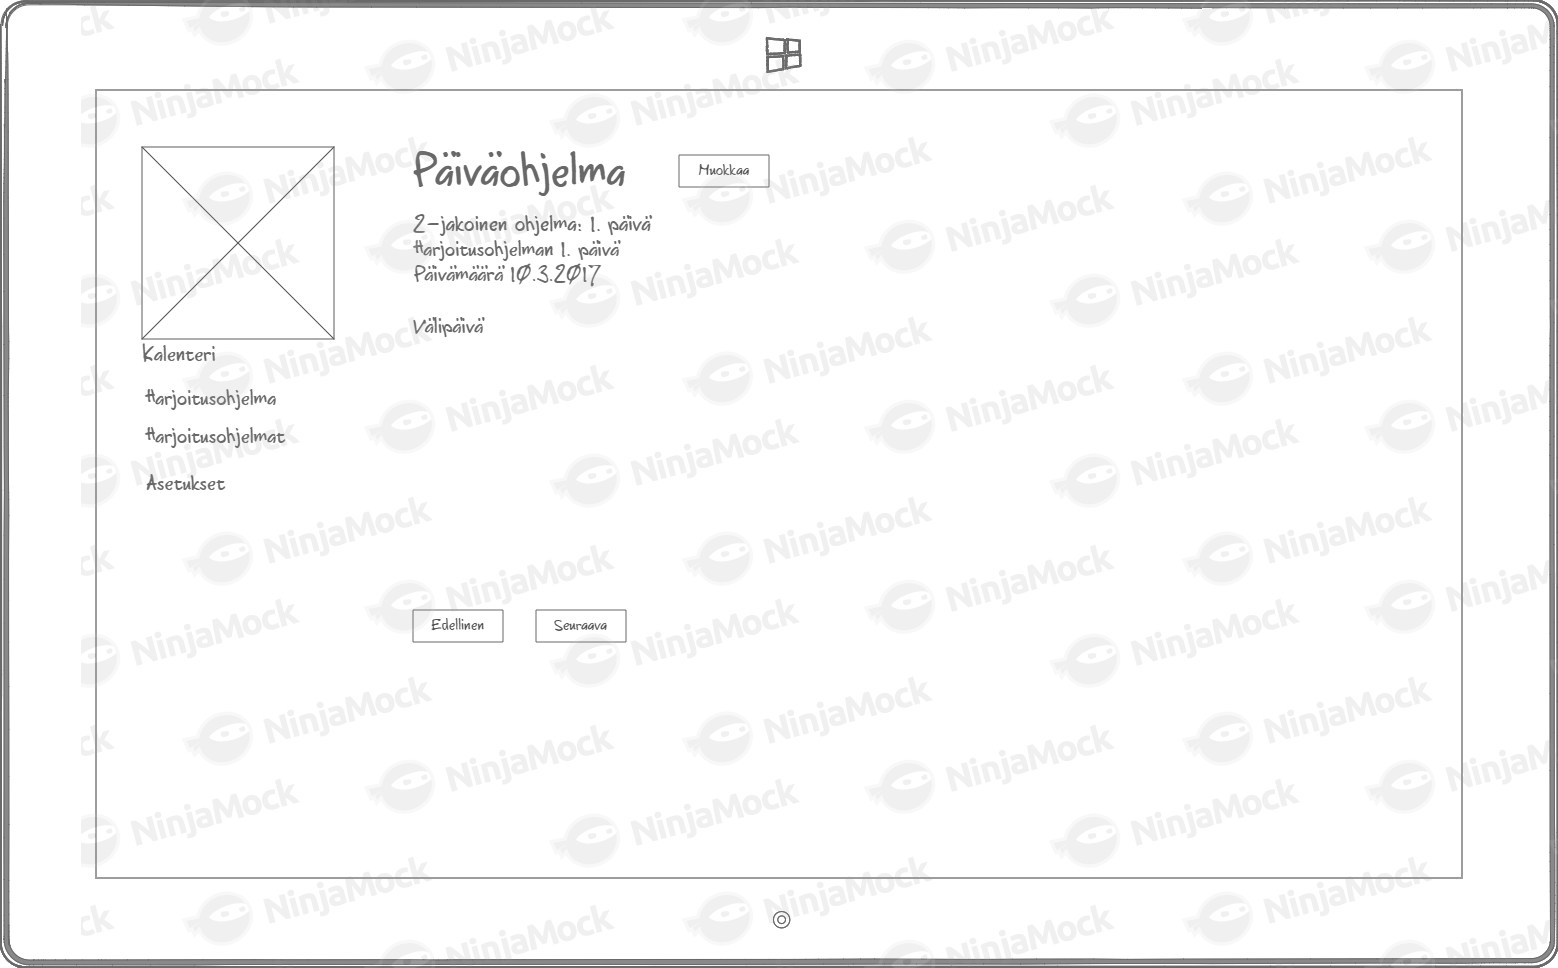 Päiväohjelma
Muokkaa
2-jakoinen ohjelma: 1. päivä
Harjoitusohjelman 1. päivä
Päivämäärä 10.3.2017
Välipäivä
Kalenteri
Harjoitusohjelma
Harjoitusohjelmat
Asetukset
Edellinen
Seuraava
NinjaMock